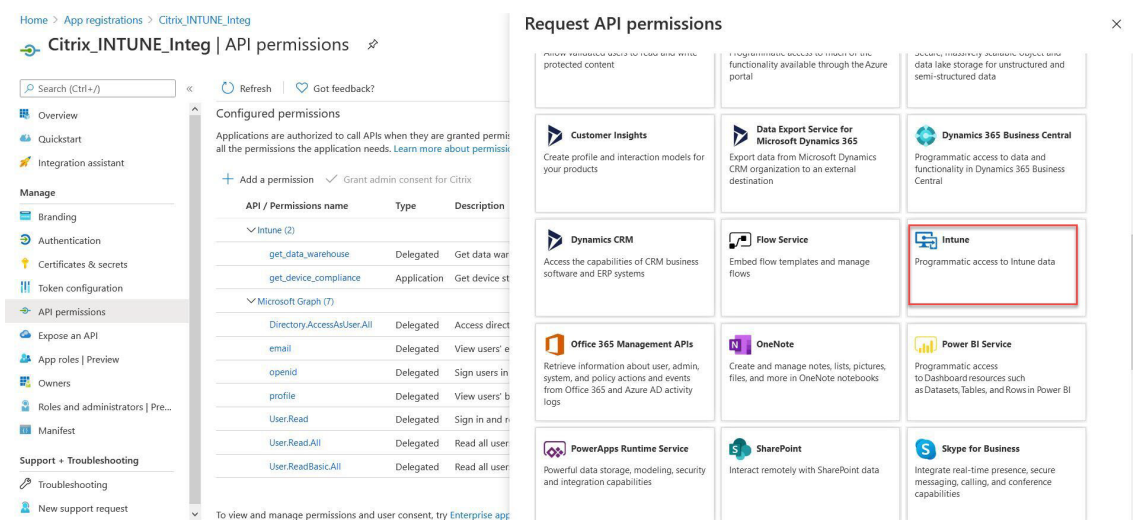 Home > App registrations > Citrix_INTUNE_Integ
Citrix_INTUNE_Integ | API permissions
Search (Ctrl+/)
«
Overview
Quickstart
Integration assistant
Manage
Branding
Authentication
Certificates & secrets
Token configuration
API permissions
Expose an API
App roles | Preview
Owners
Roles and administrators | Pre...
Manifest
Support + Troubleshooting
Troubleshooting
New support request
Refresh
Got feedback?
Configured permissions
Applications are authorized to call APIs when they are granted permis
all the permissions the application needs. Learn more about permissio
+ Add a permission
Grant admin consent for Citrix
API / Permissions name Type Description
Intune (2)
get_data_warehouse Delegated Get data war
get_device_compliance Application Get device st
Microsoft Graph (7)
Directory.AccessAsUser.All Delegated Access direct
email Delegated View users' e
openid Delegated Sign users in
profile Delegated View users' b
User.Read Delegated Sign in and r
User.Read.All Delegated Read all user
User.ReadBasic.All Delegated Read all user
To view and manage permissions and user consent, try Enterprise app
Request API permissions
Allow validated users to read and write
protected content
Programmatic access to much of the
functionality available through the Azure
portal
Secure, massively scalable object and
data lake storage for unstructured and
semi-structured data
Customer Insights
Create profile and interaction models for
your products
Data Export Service for
Microsoft Dynamics 365
Export data from Microsoft Dynamics
CRM organization to an external
destination
Dynamics 365 Business Central
Programmatic access to data and
functionality in Dynamics 365 Business
Central
Dynamics CRM
Access the capabilities of CRM business
software and ERP systems
Flow Service
Embed flow templates and manage
flows
Intune
Programmatic access to Intune data
Office 365 Management APIs
Retrieve information about user, admin,
system, and policy actions and events
from Office 365 and Azure AD activity
logs
OneNote
Create and manage notes, lists, pictures,
files, and more in OneNote notebooks
Power BI Service
Programmatic access
to Dashboard resources such
as Datasets, Tables, and Rows in Power BI
PowerApps Runtime Service
Powerful data storage, modeling, security
and integration capabilities
SharePoint
Interact remotely with SharePoint data
Skype for Business
Integrate real-time presence, secure
messaging, calling, and conference
capabilities